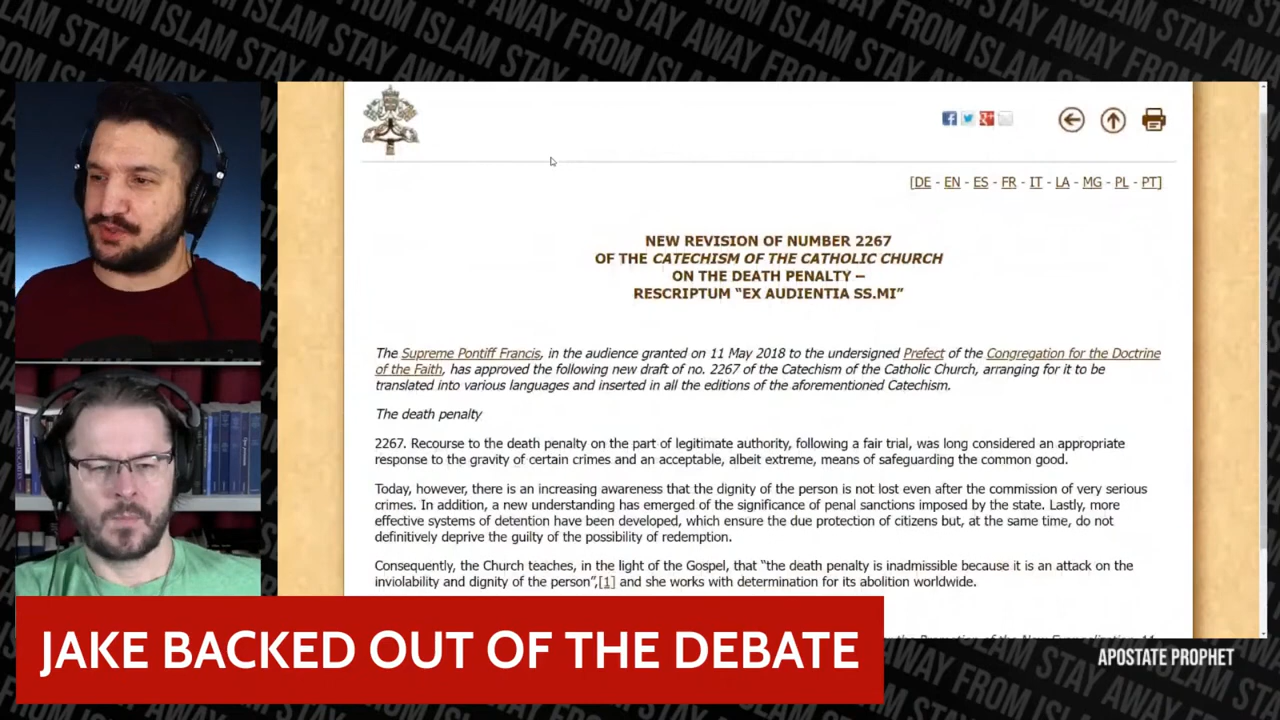 STAY AWAY FROM ISLAM
[DE - EN - ES - FR - IT - LA - MG - PL - PT]
NEW REVISION OF NUMBER 2267
OF THE CATECHISM OF THE CATHOLIC CHURCH
ON THE DEATH PENALTY –
RESCRIPTUM “EX AUDIENTIA SS.MI”
The Supreme Pontiff Francis, in the audience granted on 11 May 2018 to the undersigned Prefect of the Congregation for the Doctrine
of the Faith, has approved the following new draft of no. 2267 of the Catechism of the Catholic Church, arranging for it to be
translated into various languages and inserted in all the editions of the aforementioned Catechism.
The death penalty
2267. Recourse to the death penalty on the part of legitimate authority, following a fair trial, was long considered an appropriate
response to the gravity of certain crimes and an acceptable, albeit extreme, means of safeguarding the common good.
Today, however, there is an increasing awareness that the dignity of the person is not lost even after the commission of very serious
crimes. In addition, a new understanding has emerged of the significance of penal sanctions imposed by the state. Lastly, more
effective systems of detention have been developed, which ensure the due protection of citizens but, at the same time, do not
definitively deprive the guilty of the possibility of redemption.
Consequently, the Church teaches, in the light of the Gospel, that “the death penalty is inadmissible because it is an attack on the
inviolability and dignity of the person”,[1] and she works with determination for its abolition worldwide.
JAKE BACKED OUT OF THE DEBATE
APOSTATE PROPHET